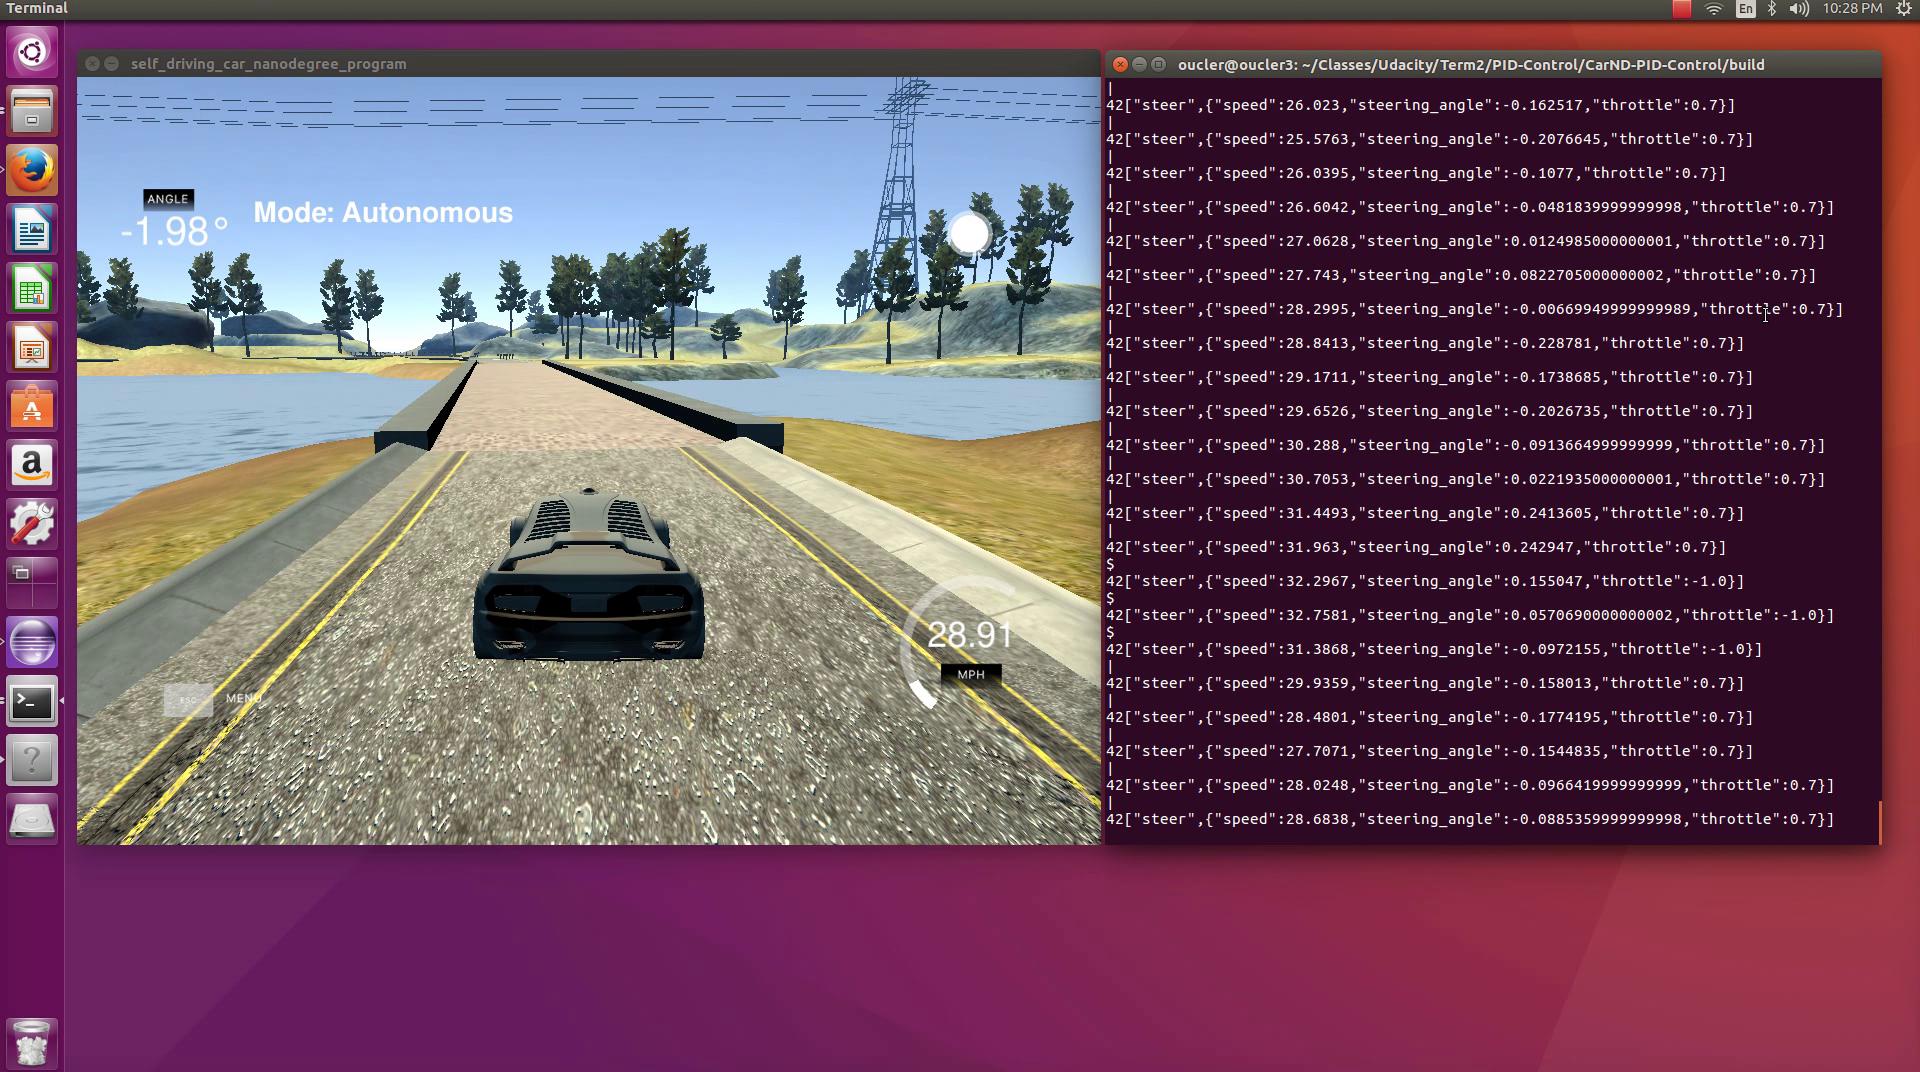 Terminal
En
10:28 PM
self_driving_car_nanodegree_program
ANGLE
-1.98°
Mode: Autonomous
28.91
MPH
ESC
MENU
a
oucler@oucler3: ~/Classes/Udacity/Term2/PID-Control/CarND-PID-Control/build
|
42["steer",{"speed":26.023,"steering_angle":-0.162517,"throttle":0.7}]
|
42["steer",{"speed":25.5763,"steering_angle":-0.2076645,"throttle":0.7}]
|
42["steer",{"speed":26.0395,"steering_angle":-0.1077,"throttle":0.7}]
|
42["steer",{"speed":26.6042,"steering_angle":-0.0481839999999998,"throttle":0.7}]
|
42["steer",{"speed":27.0628,"steering_angle":0.0124985000000001,"throttle":0.7}]
|
42["steer",{"speed":27.743,"steering_angle":0.0822705000000002,"throttle":0.7}]
|
42["steer",{"speed":28.2995,"steering_angle":-0.00669949999999989,"throttle":0.7}]
|
42["steer",{"speed":28.8413,"steering_angle":-0.228781,"throttle":0.7}]
|
42["steer",{"speed":29.1711,"steering_angle":-0.1738685,"throttle":0.7}]
|
42["steer",{"speed":29.6526,"steering_angle":-0.2026735,"throttle":0.7}]
|
42["steer",{"speed":30.288,"steering_angle":-0.0913664999999999,"throttle":0.7}]
|
42["steer",{"speed":30.7053,"steering_angle":0.0221935000000001,"throttle":0.7}]
|
42["steer",{"speed":31.4493,"steering_angle":0.2413605,"throttle":0.7}]
|
42["steer",{"speed":31.963,"steering_angle":0.242947,"throttle":0.7}]
$
42["steer",{"speed":32.2967,"steering_angle":0.155047,"throttle":-1.0}]
$
42["steer",{"speed":32.7581,"steering_angle":0.0570690000000002,"throttle":-1.0}]
$
42["steer",{"speed":31.3868,"steering_angle":-0.0972155,"throttle":-1.0}]
|
42["steer",{"speed":29.9359,"steering_angle":-0.158013,"throttle":0.7}]
|
42["steer",{"speed":28.4801,"steering_angle":-0.1774195,"throttle":0.7}]
|
42["steer",{"speed":27.7071,"steering_angle":-0.1544835,"throttle":0.7}]
|
42["steer",{"speed":28.0248,"steering_angle":-0.0966419999999999,"throttle":0.7}]
|
42["steer",{"speed":28.6838,"steering_angle":-0.0885359999999998,"throttle":0.7}]